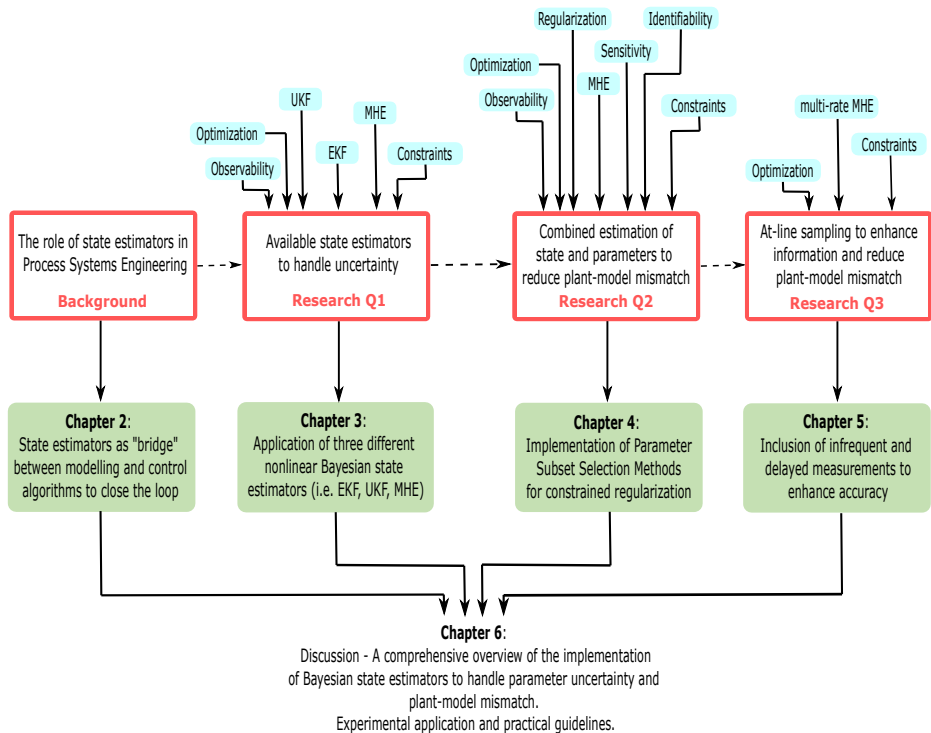 Regularization
Identifiability
Sensitivity
Optimization
MHE
Observability
Constraints
UKF
MHE
Optimization
EKF
Constraints
Observability
multi-rate MHE
Constraints
Optimization
The role of state estimators in
Process Systems Engineering
Background
Available state estimators
to handle uncertainty
Research Q1
Combined estimation of
state and parameters to
reduce plant-model mismatch
Research Q2
At-line sampling to enhance
information and reduce
plant-model mismatch
Research Q3
Chapter 2:
State estimators as "bridge"
between modelling and control
algorithms to close the loop
Chapter 3:
Application of three different
nonlinear Bayesian state
estimators (i.e. EKF, UKF, MHE)
Chapter 4:
Implementation of Parameter
Subset Selection Methods
for constrained regularization
Chapter 5:
Inclusion of infrequent and
delayed measurements to
enhance accuracy
Chapter 6:
Discussion - A comprehensive overview of the implementation
of Bayesian state estimators to handle parameter uncertainty and
plant-model mismatch.
Experimental application and practical guidelines.